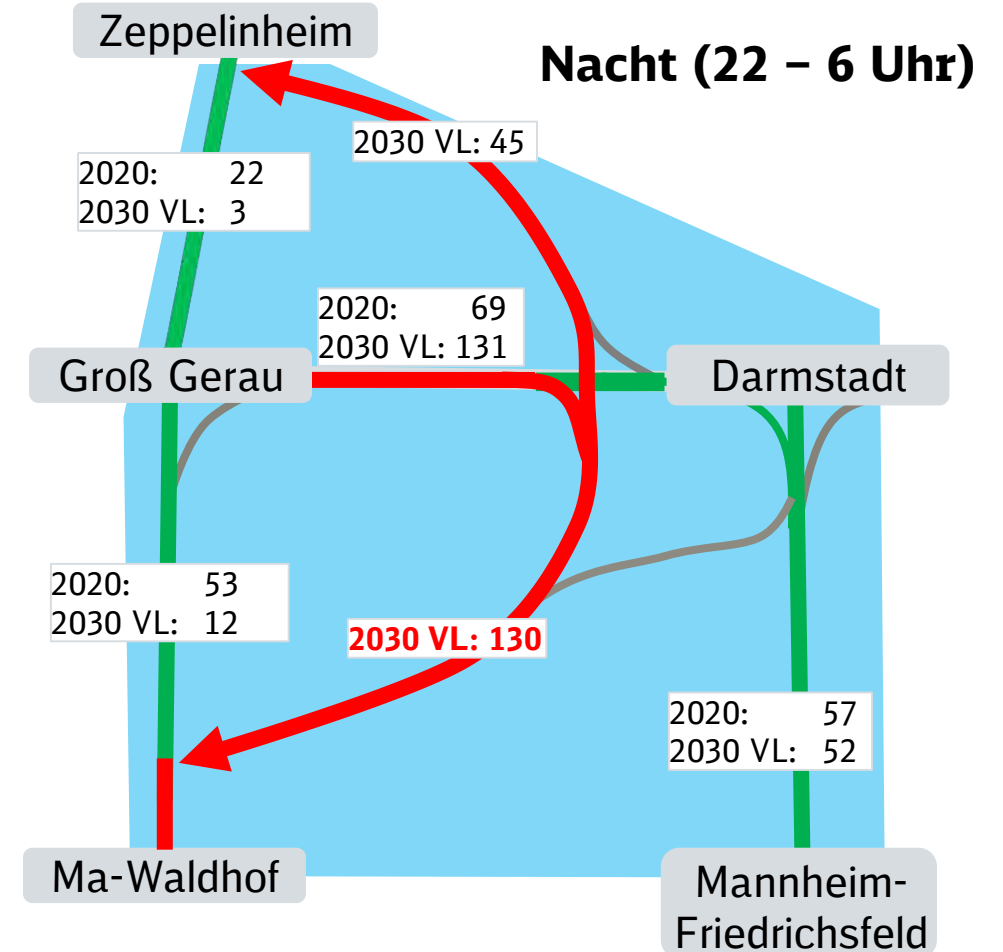 Zeppelinheim
Nacht (22 – 6 Uhr)
2030 VL: 45
2020: 22
2030 VL: 3
2020: 69
2030 VL: 131
Groß Gerau
Darmstadt
2020: 53
2030 VL: 12
2030 VL: 130
2020: 57
2030 VL: 52
Ma-Waldhof
Mannheim-
Friedrichsfeld